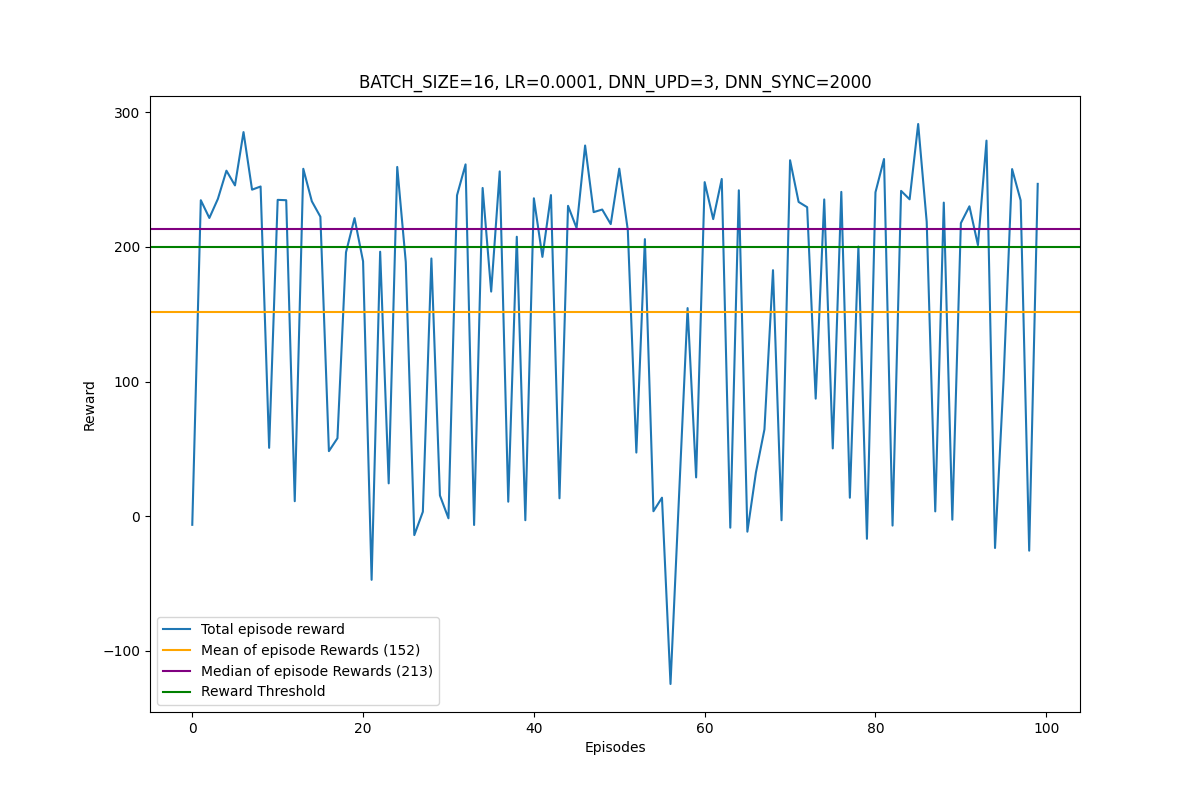 BATCH_SIZE=16, LR=0.0001, DNN_UPD=3, DNN_SYNC=2000
300
200
100
0
−100
Reward
Total episode reward
Mean of episode Rewards (152)
Median of episode Rewards (213)
Reward Threshold
0 20 40 60 80 100
Episodes